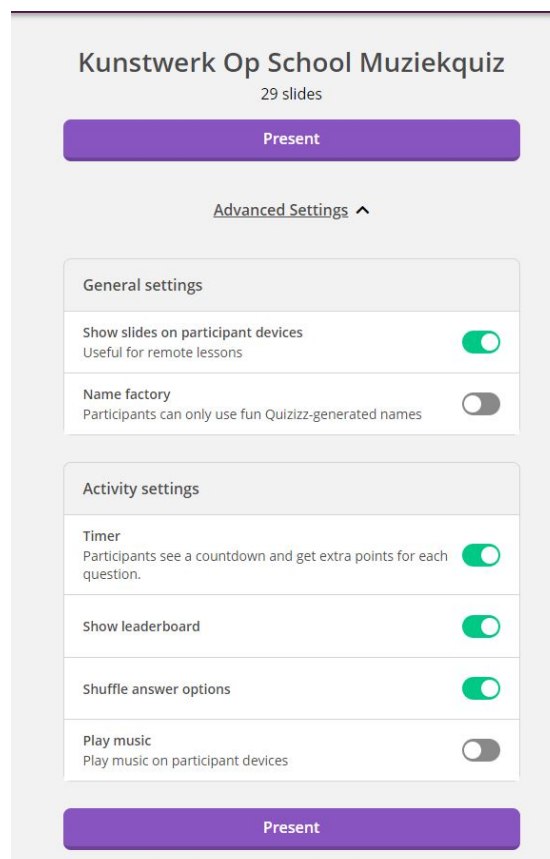 Kunstwerk Op School Muziekquiz
29 slides
Present
Advanced Settings
General settings
Show slides on participant devices
Useful for remote lessons
Name factory
Participants can only use fun Quizizz-generated names
Activity settings
Timer
Participants see a countdown and get extra points for each
question.
Show leaderboard
Shuffle answer options
Play music
Play music on participant devices
Present